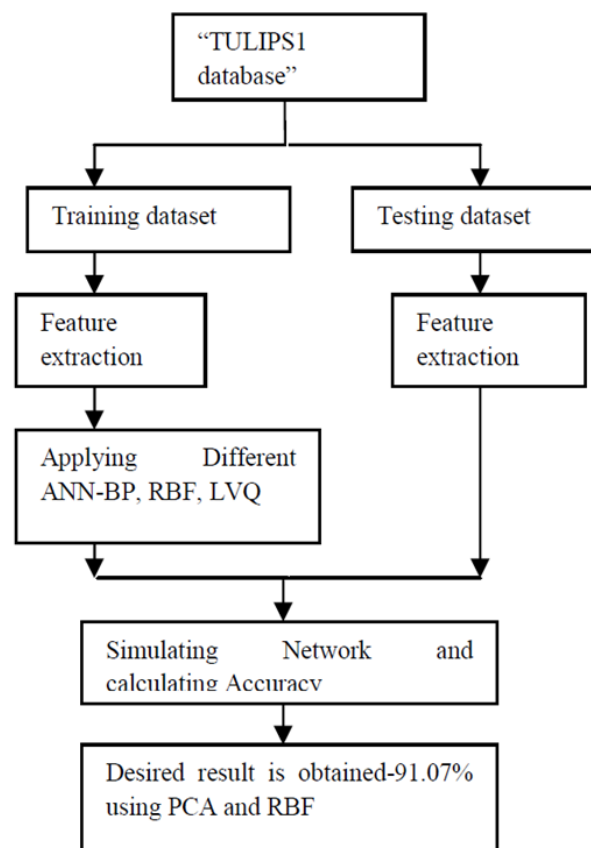 “TULIPS1
database”
Training dataset
Testing dataset
Feature
extraction
Feature
extraction
Applying Different
ANN-BP, RBF, LVQ
Simulating Network and
calculating Accuracy
Desired result is obtained-91.07%
using PCA and RBF